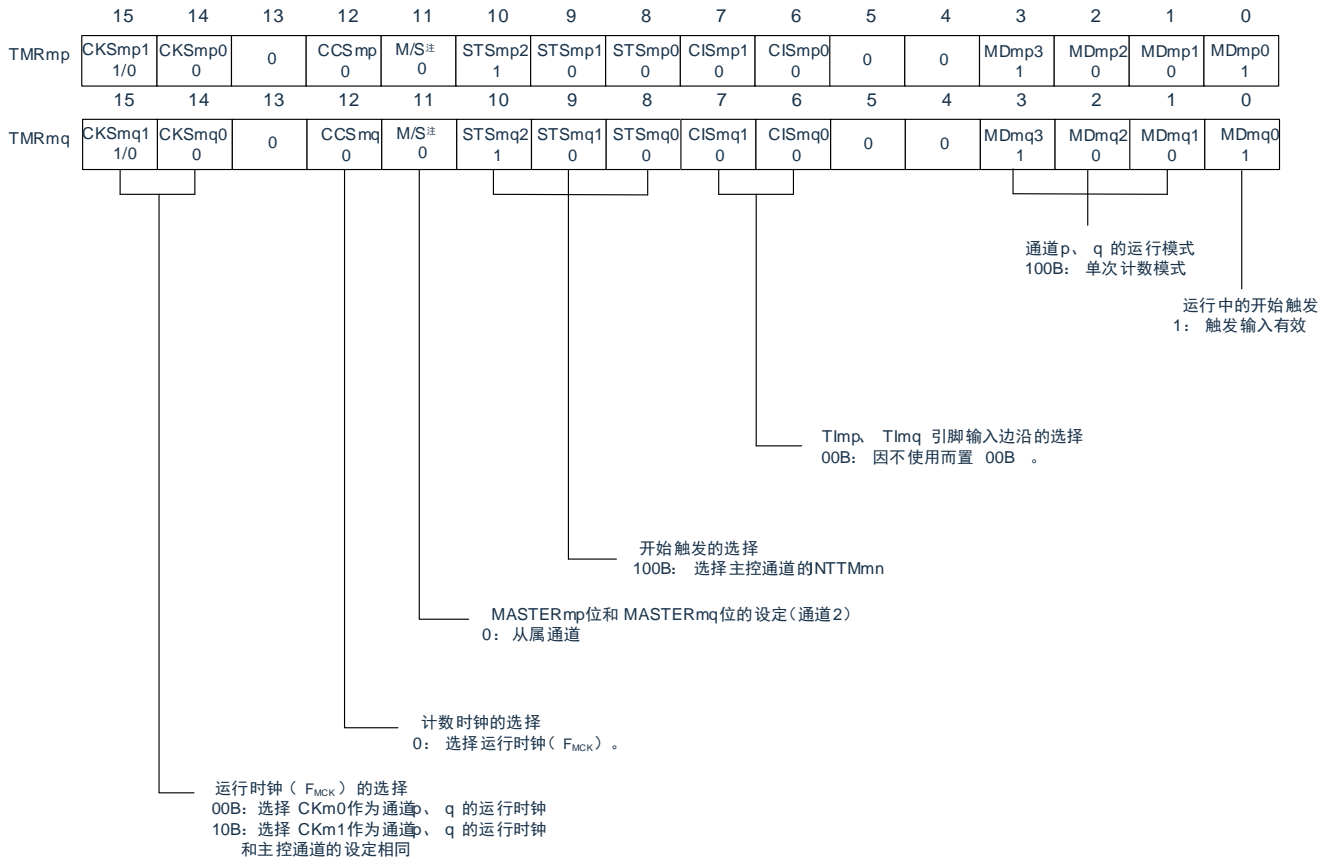 15 14 13 12 11 10 9 8 7 6 5 4 3 2 1 0
TMRmp CKSmp1 CKSmp0 0 CCSmp M/S注 STSmp2 STSmp1 STSmp0 CISmp1 CISmp0 0 0 MDmp3 MDmp2 MDmp1 MDmp0
1/0 0 0 0 1 0 0 0 0 1 0 0 1
15 14 13 12 11 10 9 8 7 6 5 4 3 2 1 0
TMRmq CKSmq1 CKSmq0 0 CCSmq M/S注 STSmq2 STSmq1 STSmq0 CISmq1 CISmq0 0 0 MDmq3 MDmq2 MDmq1 MDmq0
1/0 0 0 0 1 0 0 0 0 1 0 0 1
通道p、 q 的运行模式
100B： 单次计数模式
运行中的开始触发
1： 触发输入有效
TImp、 TImq 引脚输入边沿的选择
00B： 因不使用而置 00B 。
开始触发的选择
100B： 选择主控通道的INTTMmn
MASTERmp位和 MASTERmq位的设定（通道2）
0： 从属通道
计数时钟的选择
0： 选择运行时钟（ FMCK）。
运行时钟（ FMCK ）的选择
00B：选择 CKm0作为通道p、 q 的运行时钟
10B：选择 CKm1作为通道p、 q 的运行时钟
和主控通道的设定相同